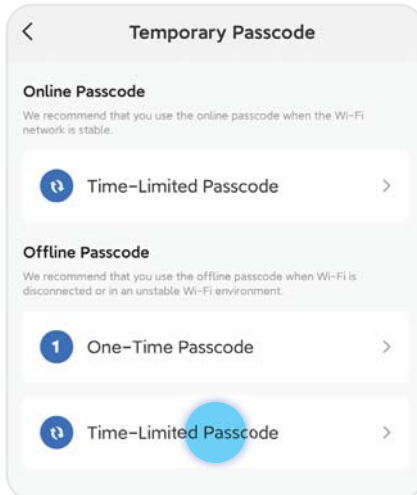 Temporary Passcode
Online Passcode
We recommend that you use the online passcode when the Wi-Fi
network is stable.
Time-Limited Passcode
Offline Passcode
We recommend that you use the offline passcode when Wi-Fi is
disconnected or in an unstable Wi-Fi environment.
1 One-Time Passcode
Time-Limited Passcode